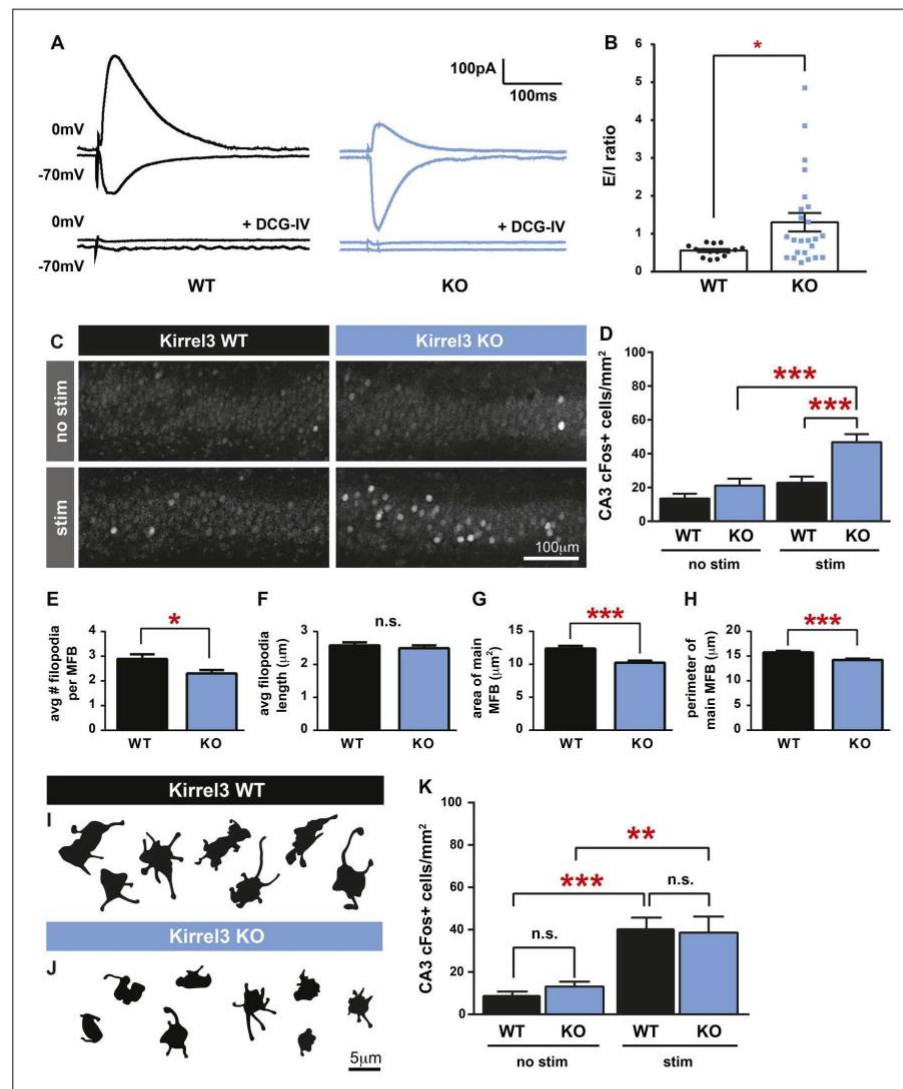 A
0mV
-70mV
0mV
-70mV
+ DCG-IV
WT
100pA
100ms
+ DCG-IV
KO
B
*
E/I ratio
6
5
4
3
2
1
0
WT
KO
C
Kirrel3 WT
Kirrel3 KO
no stim
stim
100μm
D
CA3 cFos+ cells/mm²
100
80
60
40
20
0
***
***
WT
KO
WT
KO
no stim
stim
E
avg # filopodia
per MFB
4
3
2
1
0
*
WT
KO
F
avg filopodia
length (μm)
3
2
1
0
n.s.
WT
KO
G
area of main
MFB (μm²)
15
10
5
0
***
WT
KO
H
perimeter of
main MFB (μm)
20
15
10
5
0
***
WT
KO
Kirrel3 WT
I
Kirrel3 KO
J
5μm
K
CA3 cFos+ cells/mm²
100
80
60
40
20
0
**
***
n.s.
n.s.
WT
KO
WT
KO
no stim
stim